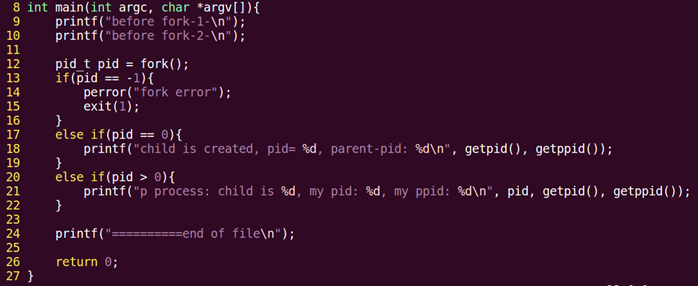 8 int main(int argc, char *argv[]){
9     printf("before fork-1-\n");
10     printf("before fork-2-\n");
11
12     pid_t pid = fork();
13     if(pid == -1){
14         perror("fork error");
15         exit(1);
16     }
17     else if(pid == 0){
18         printf("child is created, pid= %d, parent-pid: %d\n", getpid(), getppid());
19     }
20     else if(pid > 0){
21         printf("p process: child is %d, my pid: %d, my ppid: %d\n", pid, getpid(), getppid());
22     }
23
24     printf("==========end of file\n");
25
26     return 0;
27 }